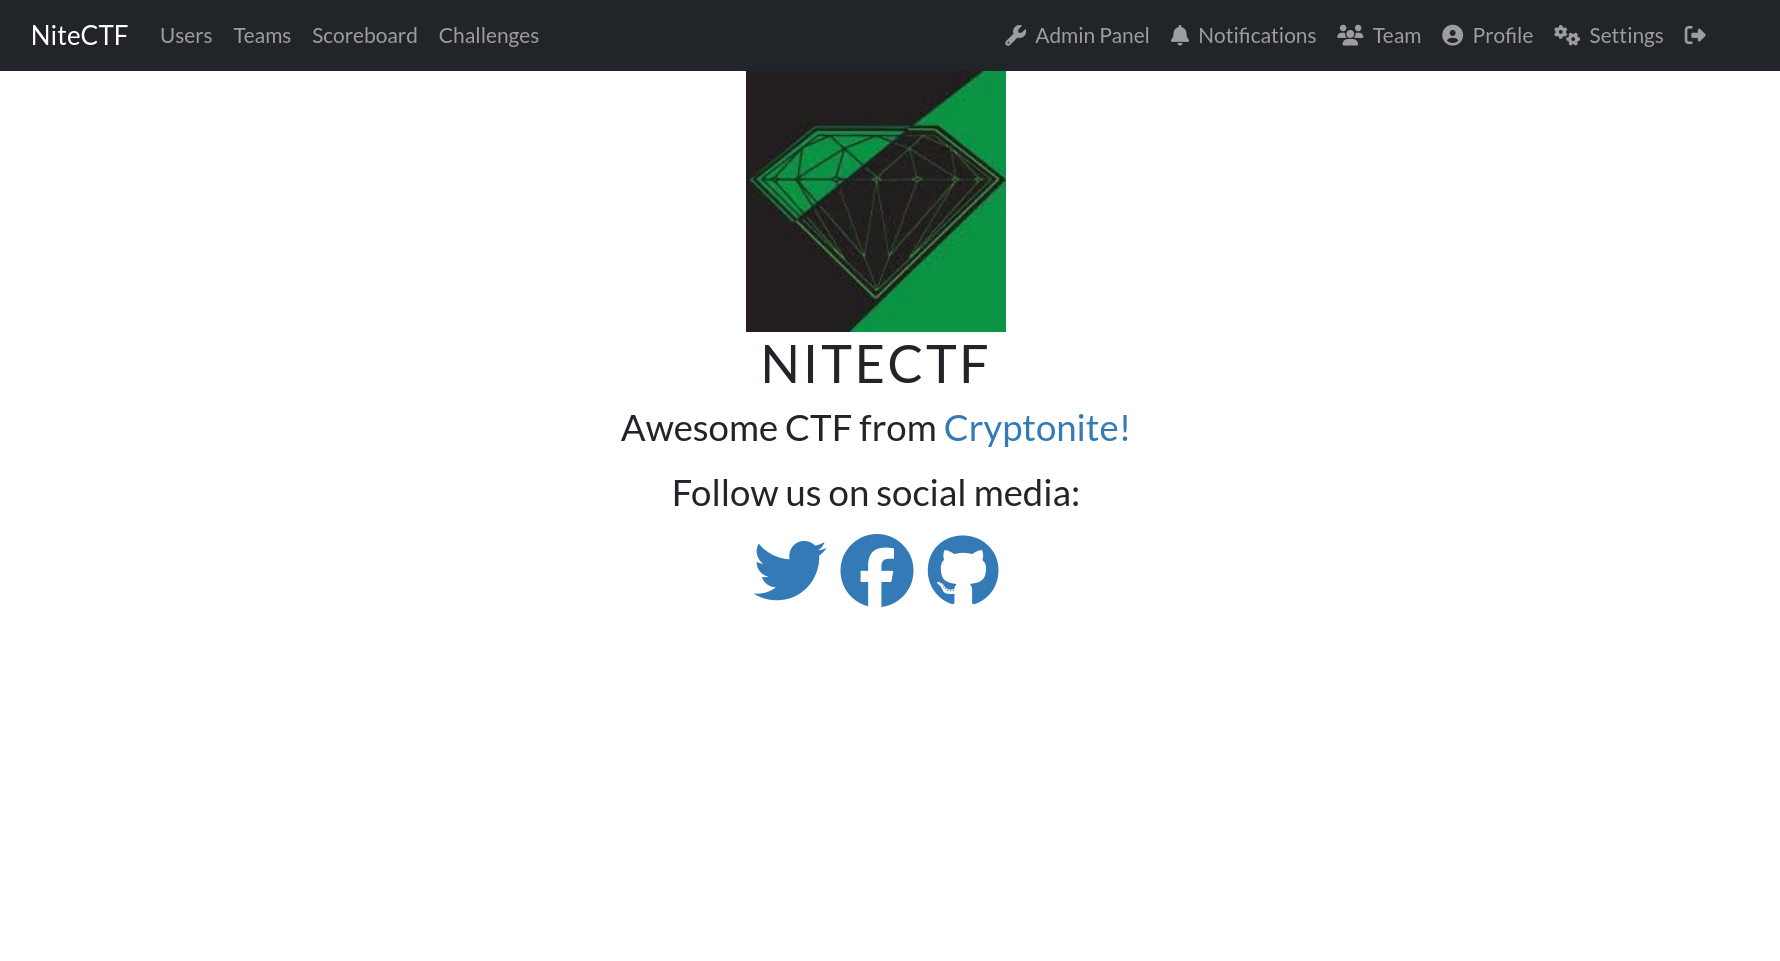 NiteCTF Users Teams Scoreboard Challenges Admin Panel Notifications Team Profile Settings
NITECTF
Awesome CTF from Cryptonite!
Follow us on social media: